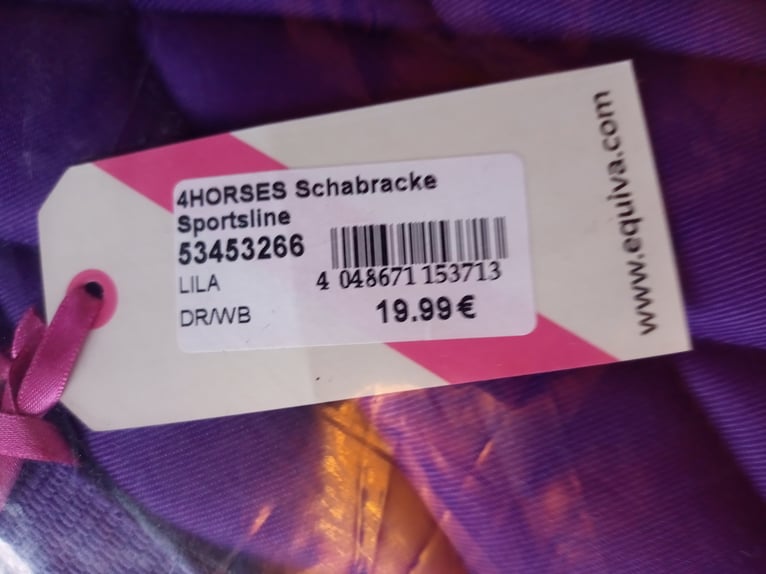 4HORSES Schabracke
Sportsline
53453266
LILA
4 048671 153713
DR/WB
19.99€
www.equiva.com